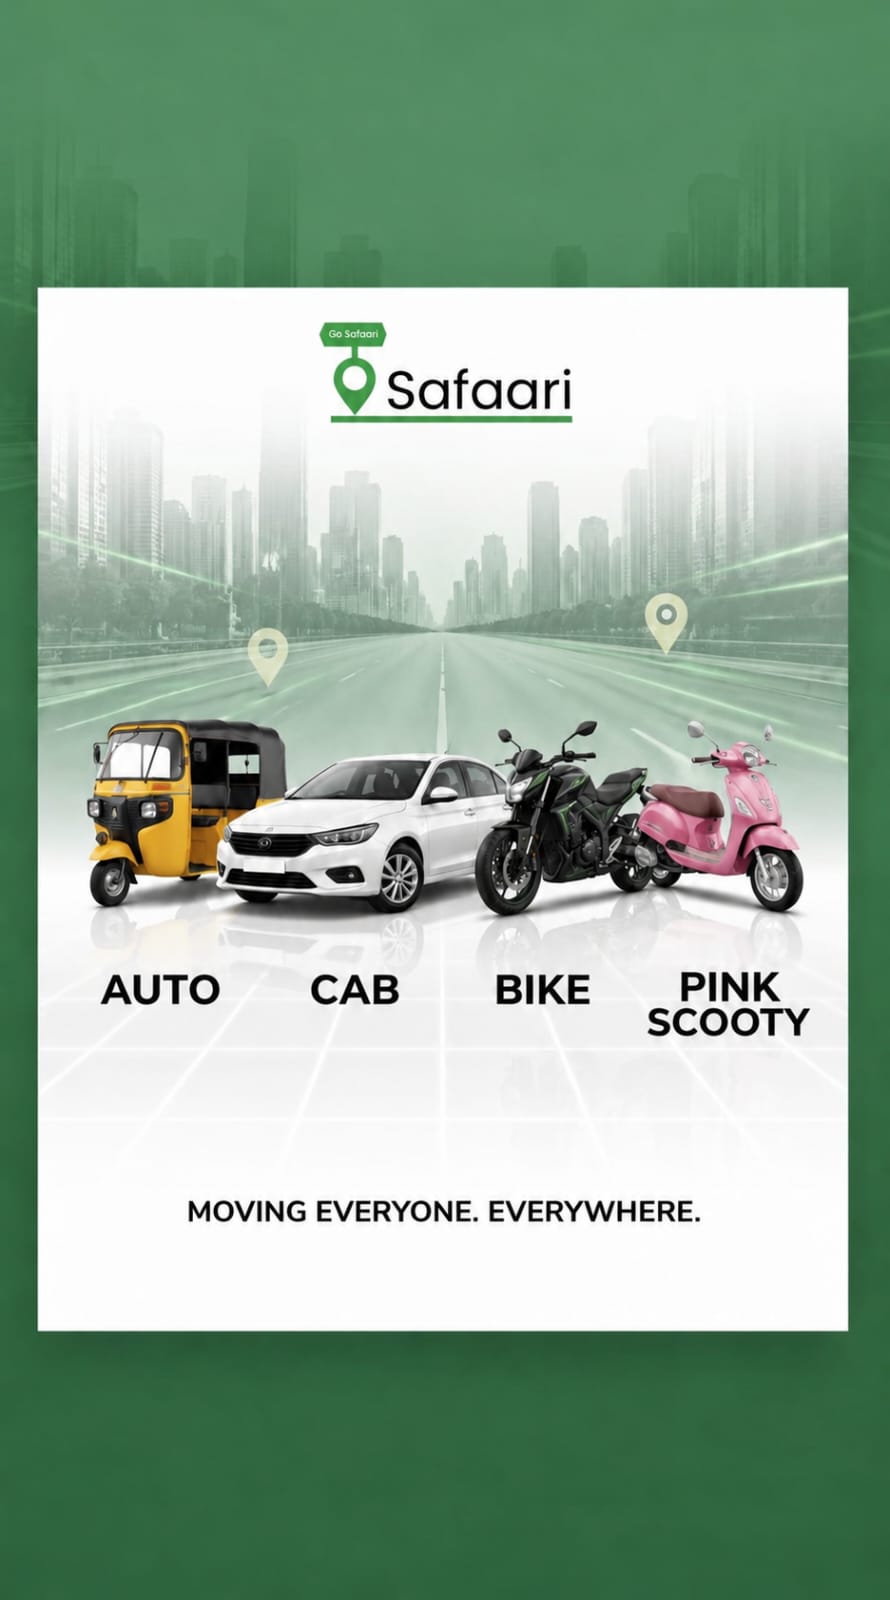 Go Safaari
Safaari
AUTO
CAB
BIKE
PINK
SCOOTY
MOVING EVERYONE. EVERYWHERE.